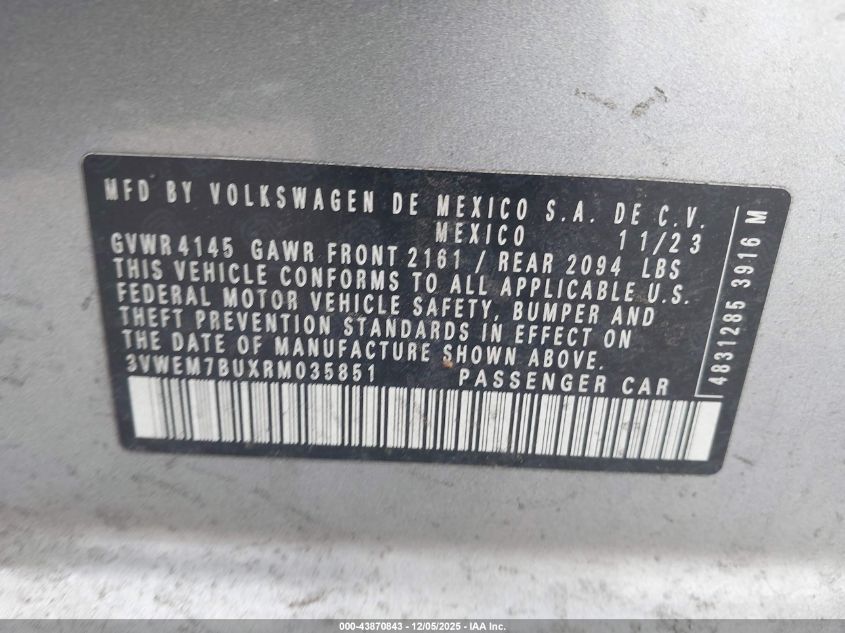 MFD BY VOLKSWAGEN DE MEXICO S.A. DE C.V.
MEXICO 11/23
GVWR 4145 GAWR FRONT 2161 / REAR 2094 LBS
THIS VEHICLE CONFORMS TO ALL APPLICABLE U.S.
FEDERAL MOTOR VEHICLE SAFETY, BUMPER AND
THEFT PREVENTION STANDARDS IN EFFECT ON
THE DATE OF MANUFACTURE SHOWN ABOVE.
3VWEM7BUXRM035851 PASSENGER CAR
4831285 3916 M
000-43870843 - 12/05/2025 - IAA Inc.